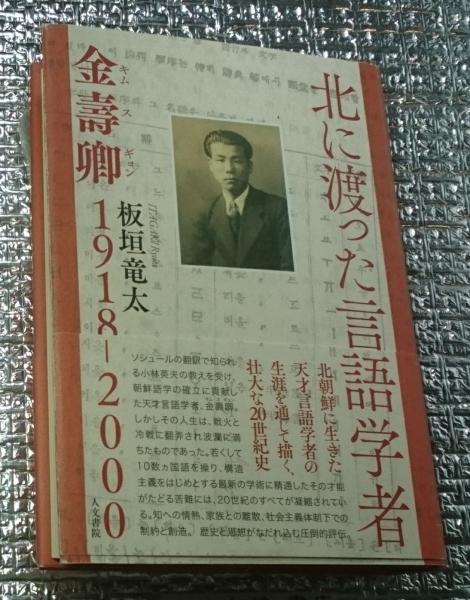 北に渡った言語学者
金壽卿
キム ス ギョン
1918–2000
板垣竜太
ITAGAKI Ryuta
北朝鮮に生きた
天才言語学者の
生涯を通して描く、
壮大な20世紀史
ソシュールの翻訳で知られ
る小林英夫の教えを受け、
朝鮮語学の確立に貢献し
た天才言語学者、金壽卿。
しかしその人生は、戦火と
冷戦に翻弄され波瀾に満
ちたものであった。若くして
10数ヵ国語を操り、構造
主義をはじめとする最新の学術に精通したその才能
がたどる苦難には、20世紀のすべてが凝縮されてい
る。知への情熱、家族との離散、社会主義体制下での
制約と創造。歴史と思想がなだれ込む圧倒的評伝。
人文書院